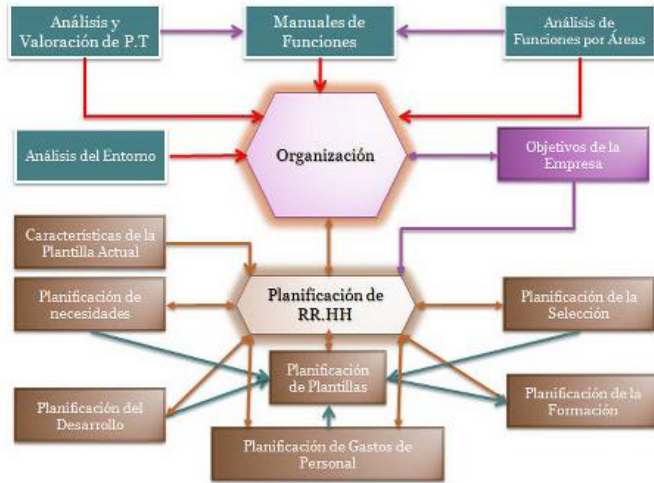 Análisis y
Valoración de P.T
Manuales de
Funciones
Análisis de
Funciones por Áreas
Análisis del Entorno
Organización
Objetivos de la
Empresa
Características de la
Plantilla Actual
Planificación de
necesidades
Planificación de
RR.HH
Planificación de la
Selección
Planificación
de Plantillas
Planificación del
Desarrollo
Planificación de la
Formación
Planificación de Gastos de
Personal